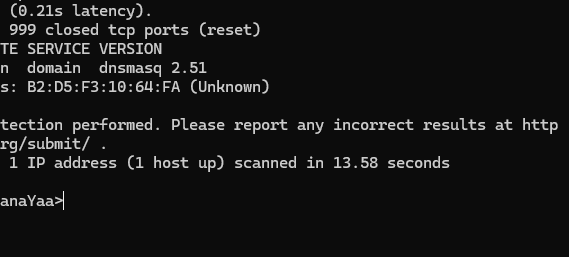 (0.21s latency).
999 closed tcp ports (reset)
TE SERVICE VERSION
n  domain  dnsmasq 2.51
s: B2:D5:F3:10:64:FA (Unknown)
tection performed. Please report any incorrect results at http
rg/submit/ .
1 IP address (1 host up) scanned in 13.58 seconds
anaYaa>